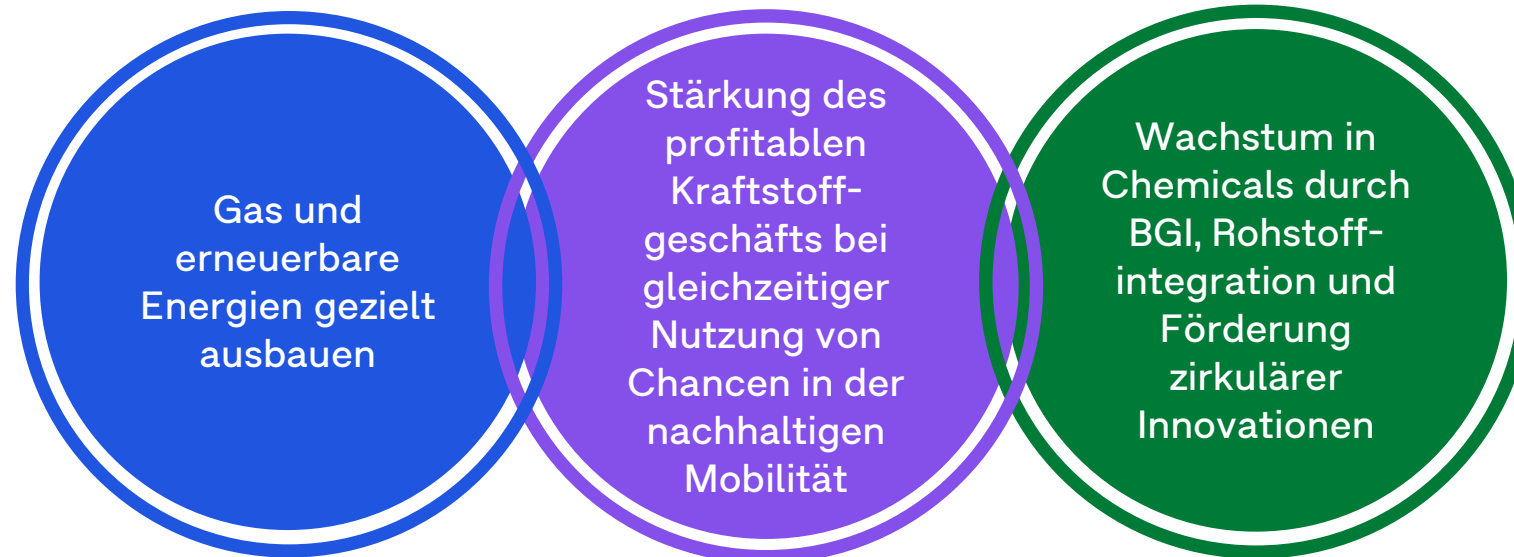 Gas und
erneuerbare
Energien gezielt
ausbauen
Stärkung des
profitablen
Kraftstoff-
geschäfts bei
gleichzeitiger
Nutzung von
Chancen in der
nachhaltigen
Mobilität
Wachstum in
Chemicals durch
BGI, Rohstoff-
integration und
Förderung
zirkulärer
Innovationen